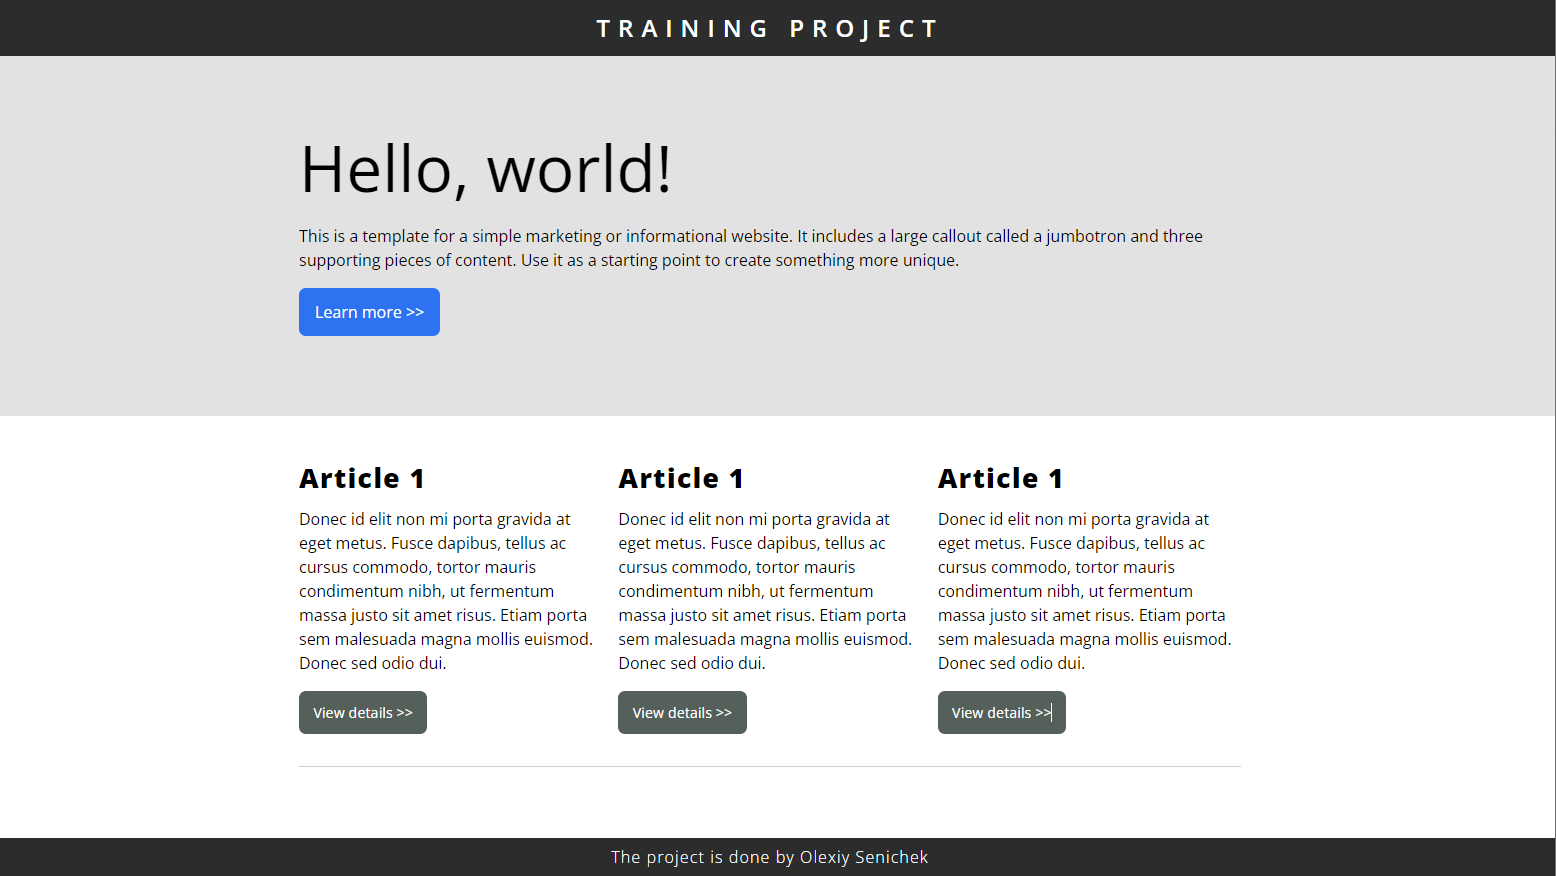 TRAINING PROJECT
Hello, world!
This is a template for a simple marketing or informational website. It includes a large callout called a jumbotron and three
supporting pieces of content. Use it as a starting point to create something more unique.
Learn more >>
Article 1
Donec id elit non mi porta gravida at
eget metus. Fusce dapibus, tellus ac
cursus commodo, tortor mauris
condimentum nibh, ut fermentum
massa justo sit amet risus. Etiam porta
sem malesuada magna mollis euismod.
Donec sed odio dui.
View details >>
Article 1
Donec id elit non mi porta gravida at
eget metus. Fusce dapibus, tellus ac
cursus commodo, tortor mauris
condimentum nibh, ut fermentum
massa justo sit amet risus. Etiam porta
sem malesuada magna mollis euismod.
Donec sed odio dui.
View details >>
Article 1
Donec id elit non mi porta gravida at
eget metus. Fusce dapibus, tellus ac
cursus commodo, tortor mauris
condimentum nibh, ut fermentum
massa justo sit amet risus. Etiam porta
sem malesuada magna mollis euismod.
Donec sed odio dui.
View details >>
The project is done by Olexiy Senichek